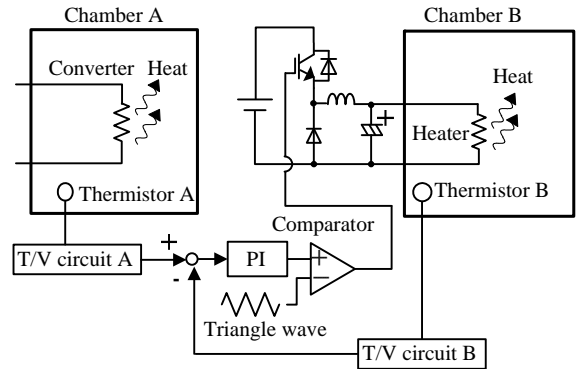 Chamber A
Chamber B
Converter
Heat
Heat
Heater
+
Thermistor A
Thermistor B
Comparator
+
T/V circuit A
PI
+
−
-
Triangle wave
T/V circuit B